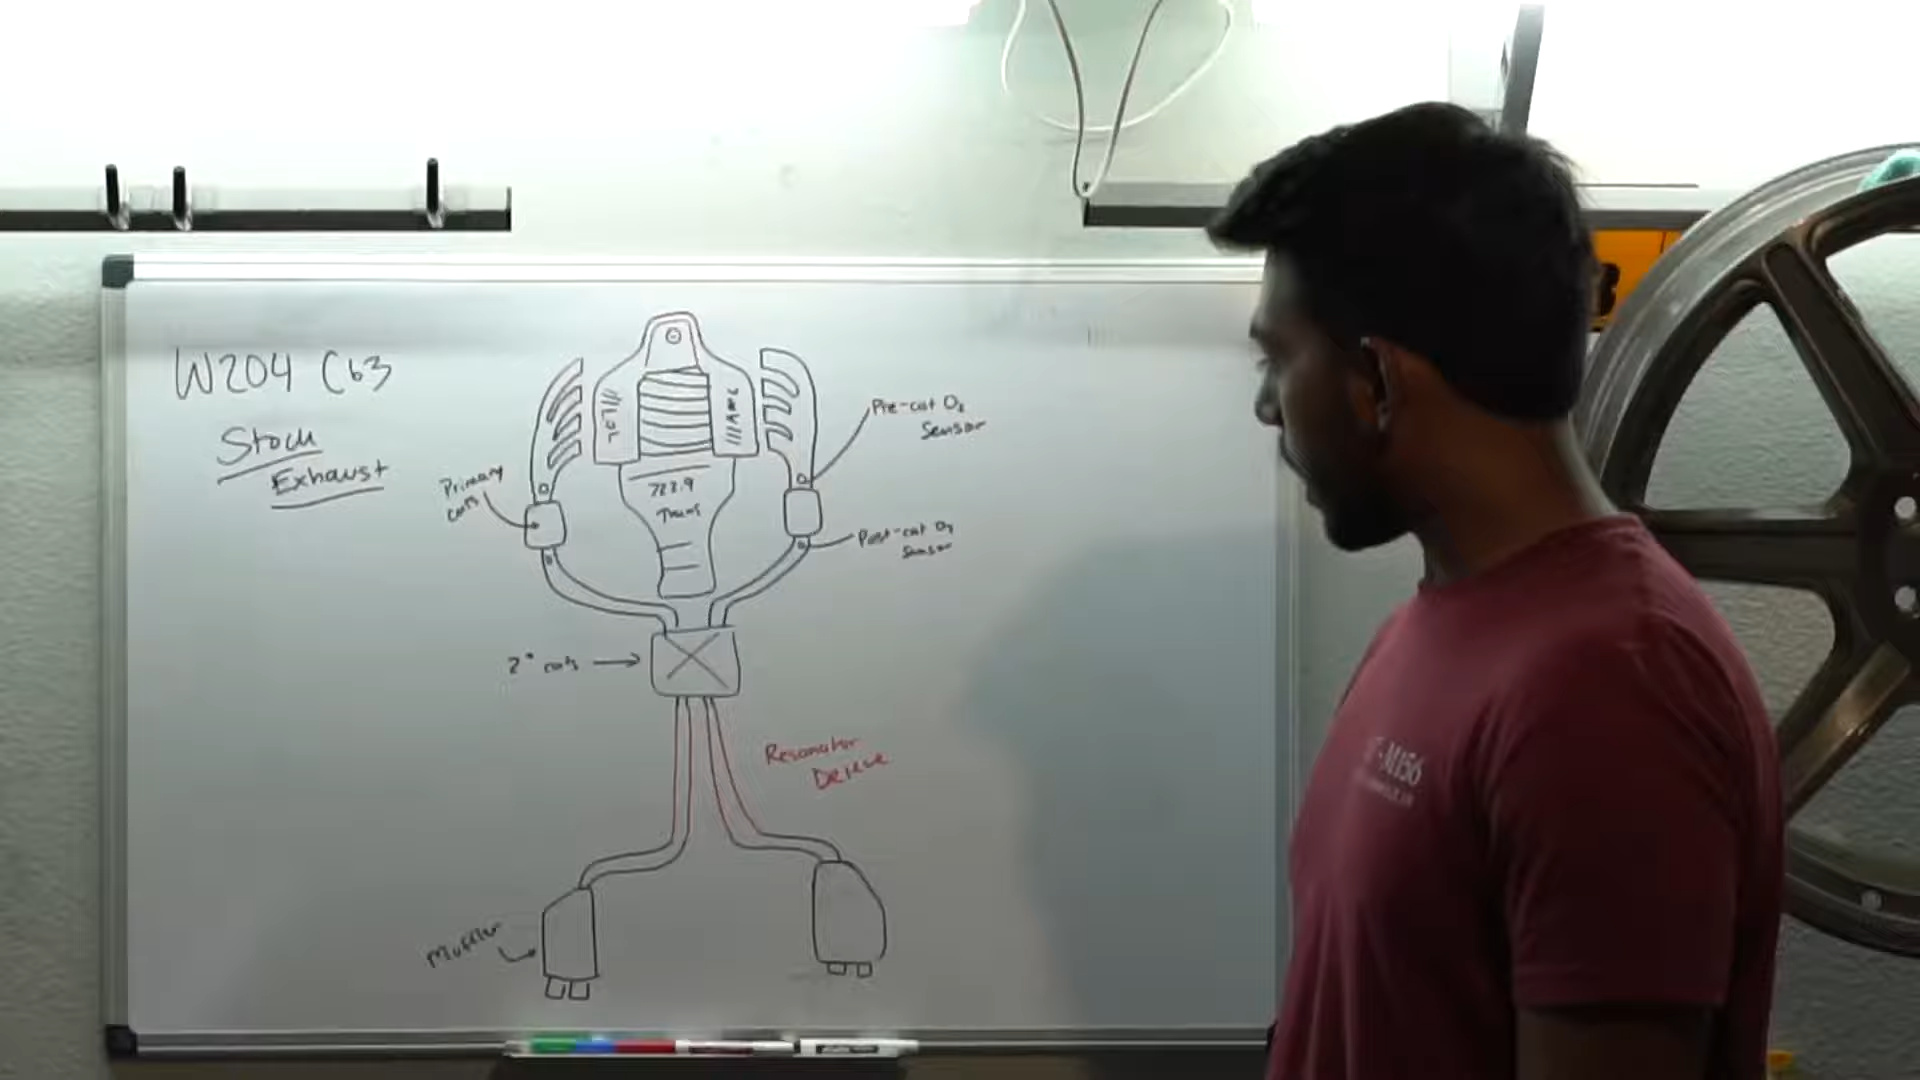 W204 C63
Stock
Exhaust
Pre-cat O2
Sensor
Primary
cats
722.9
Trans
Post-cat O2
Sensor
2° cats
Resonator
Delete
Muffler
M156